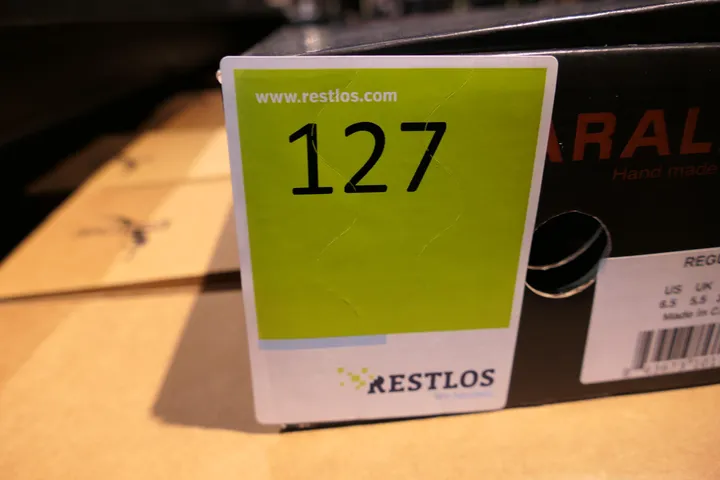 www.restlos.com
127
RESTLOS
ARAL
Hand made
REGU
US UK
6.5 5.5
Made in C